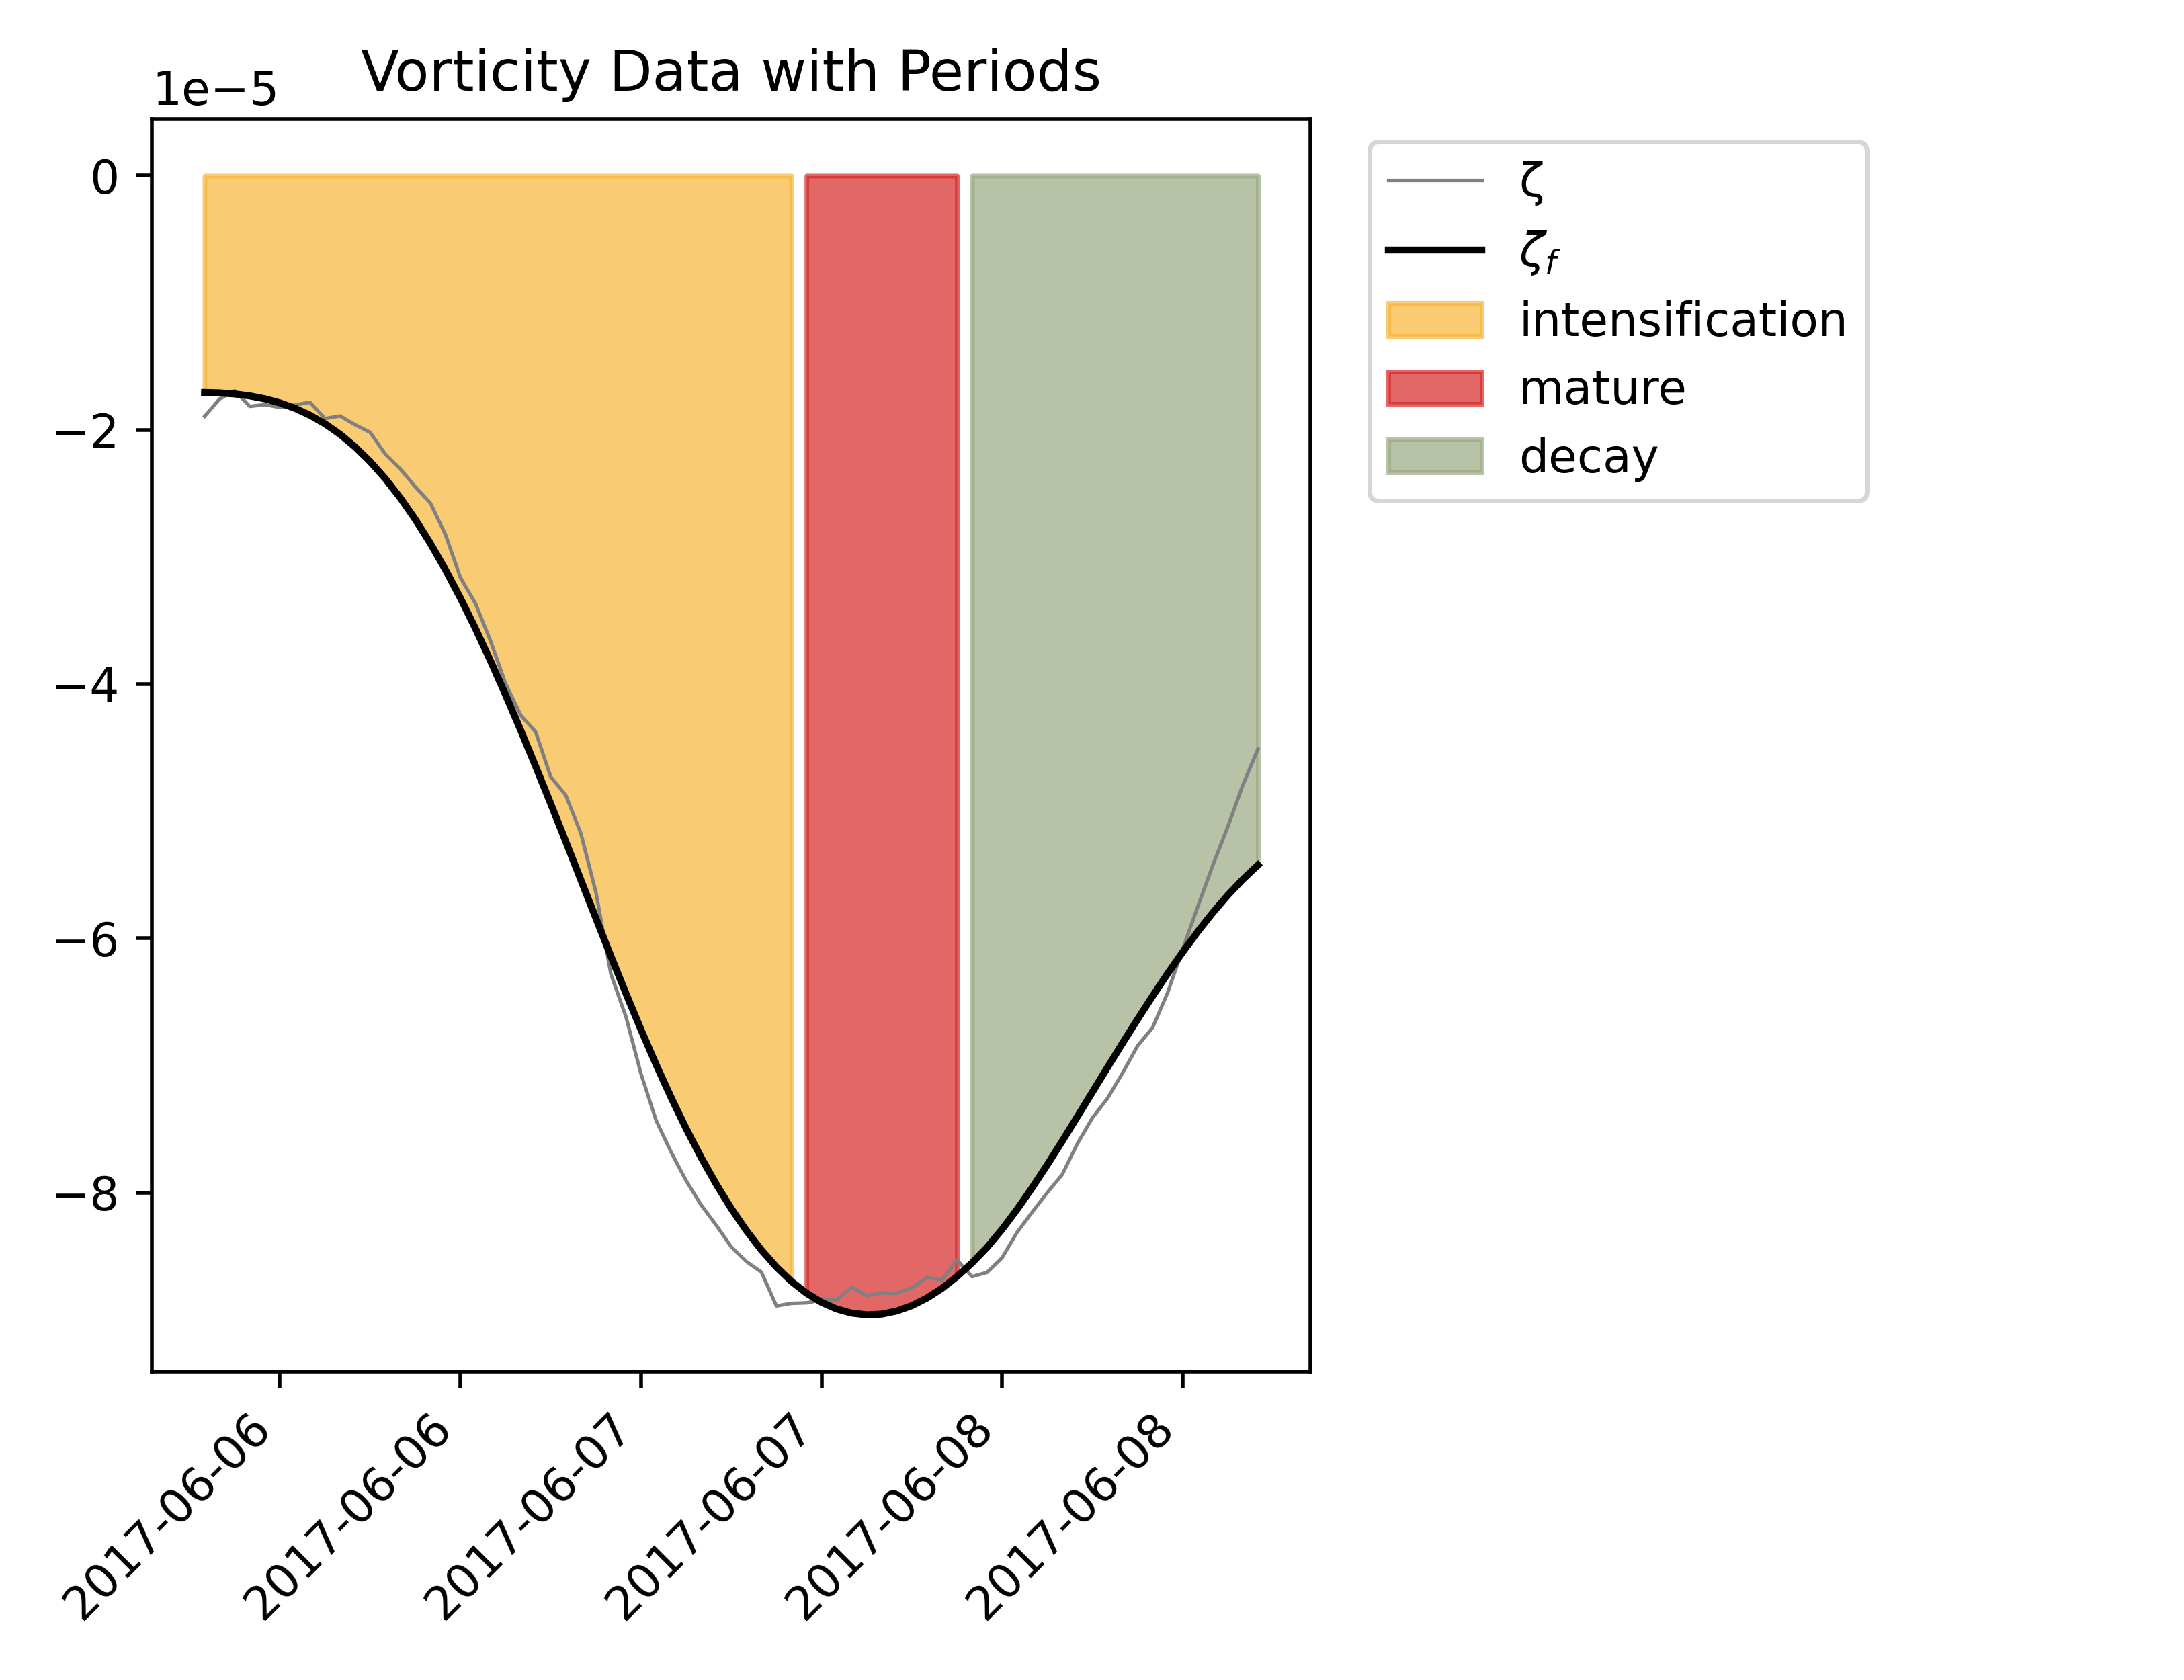 Vorticity Data with Periods
1e−5
0
−2
−4
−6
−8
2017-06-06
2017-06-06
2017-06-07
2017-06-07
2017-06-08
2017-06-08
ζ
ζf
intensification
mature
decay